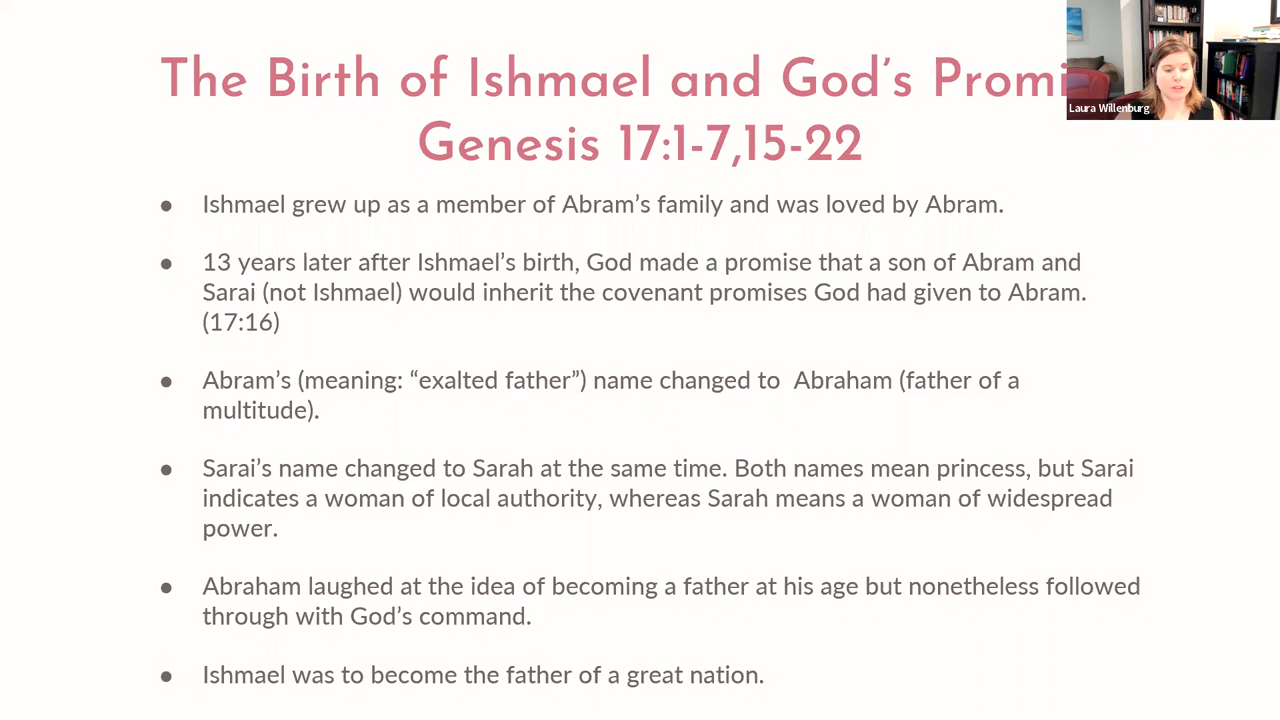 The Birth of Ishmael and God’s
Genesis 17:1-7,15-22
Laura Willenburg
● Ishmael grew up as a member of Abram’s family and was loved by Abram.
● 13 years later after Ishmael’s birth, God made a promise that a son of Abram and
Sarai (not Ishmael) would inherit the covenant promises God had given to Abram.
(17:16)
● Abram’s (meaning: “exalted father”) name changed to Abraham (father of a
multitude).
● Sarai’s name changed to Sarah at the same time. Both names mean princess, but Sarai
indicates a woman of local authority, whereas Sarah means a woman of widespread
power.
● Abraham laughed at the idea of becoming a father at his age but nonetheless followed
through with God’s command.
● Ishmael was to become the father of a great nation.